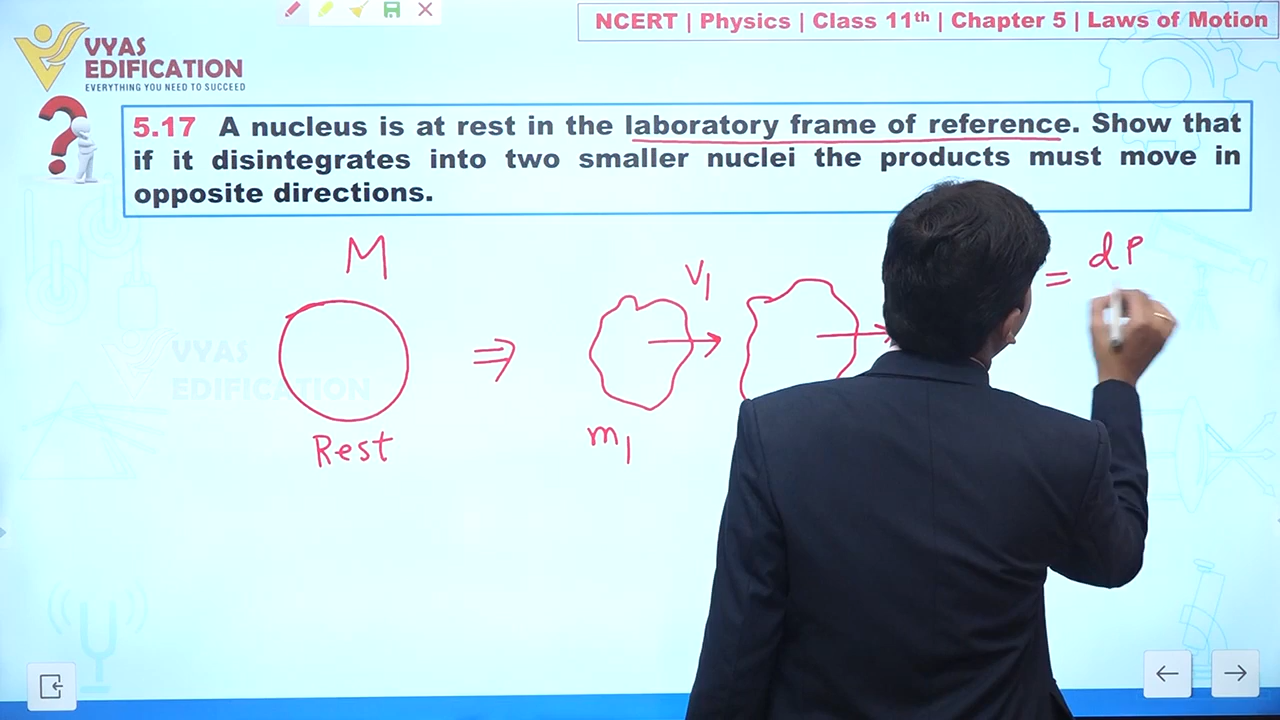 NCERT | Physics | Class 11th | Chapter 5 | Laws of Motion
VYAS
EDIFICATION
EVERYTHING YOU NEED TO SUCCEED
5.17 A nucleus is at rest in the laboratory frame of reference. Show that
if it disintegrates into two smaller nuclei the products must move in
opposite directions.
M
V1
= dP
⇒
VYAS
EDIFICATION
Rest
m1